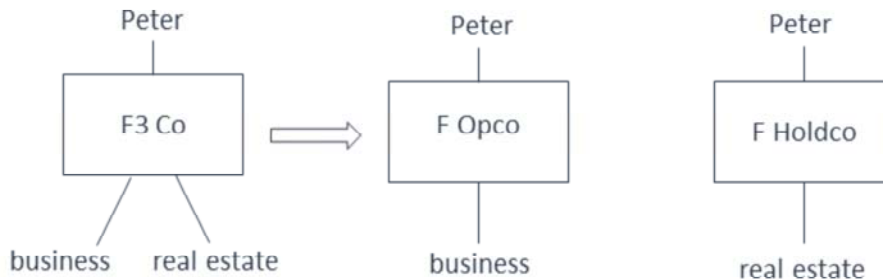 Peter
F3 Co
business
real estate
Peter
F Opco
business
Peter
F Holdco
real estate